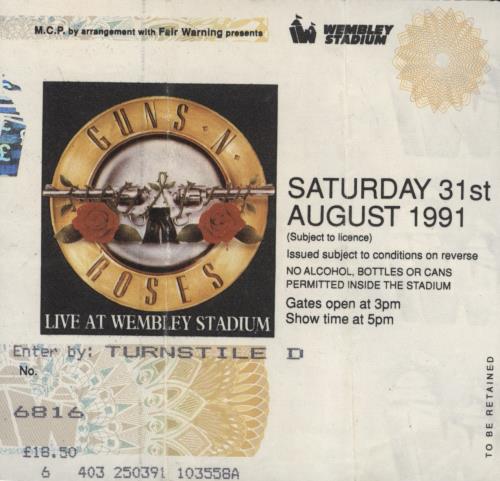 M.C.P. by arrangement with Fair Warning presents
WEMBLEY
STADIUM
GUNS N
ROSES
LIVE AT WEMBLEY STADIUM
SATURDAY 31st
AUGUST 1991
(Subject to licence)
Issued subject to conditions on reverse
NO ALCOHOL, BOTTLES OR CANS
PERMITTED INSIDE THE STADIUM
Gates open at 3pm
Show time at 5pm
Enter by: TURNSTILE D
No.
6816
£18.50
6 403 250391 103558A
TO BE RETAINED